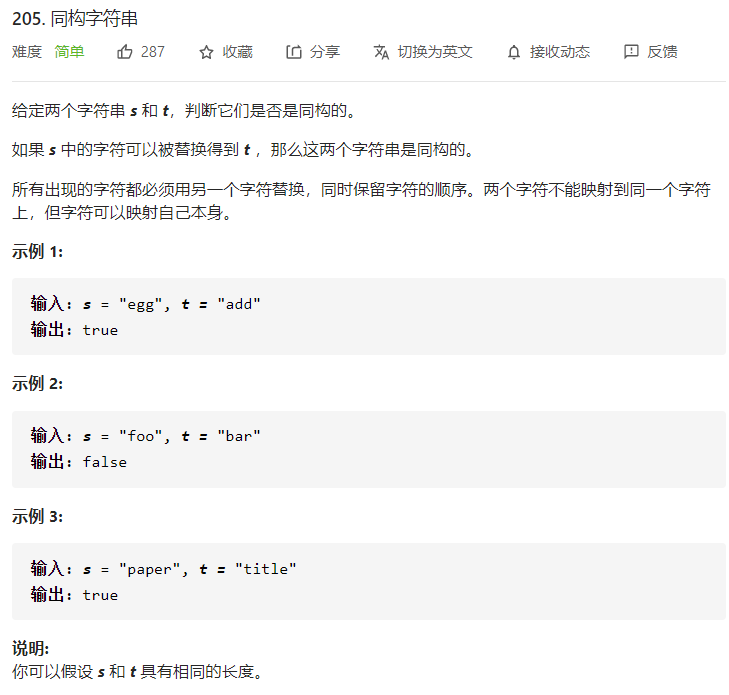 205. 同构字符串
难度 简单 287 收藏 分享 切换为英文 接收动态 反馈
给定两个字符串 s 和 t，判断它们是否是同构的。
如果 s 中的字符可以被替换得到 t ，那么这两个字符串是同构的。
所有出现的字符都必须用另一个字符替换，同时保留字符的顺序。两个字符不能映射到同一个字符
上，但字符可以映射自己本身。
示例 1:
输入: s = "egg", t = "add"
输出: true
示例 2:
输入: s = "foo", t = "bar"
输出: false
示例 3:
输入: s = "paper", t = "title"
输出: true
说明:
你可以假设 s 和 t 具有相同的长度。